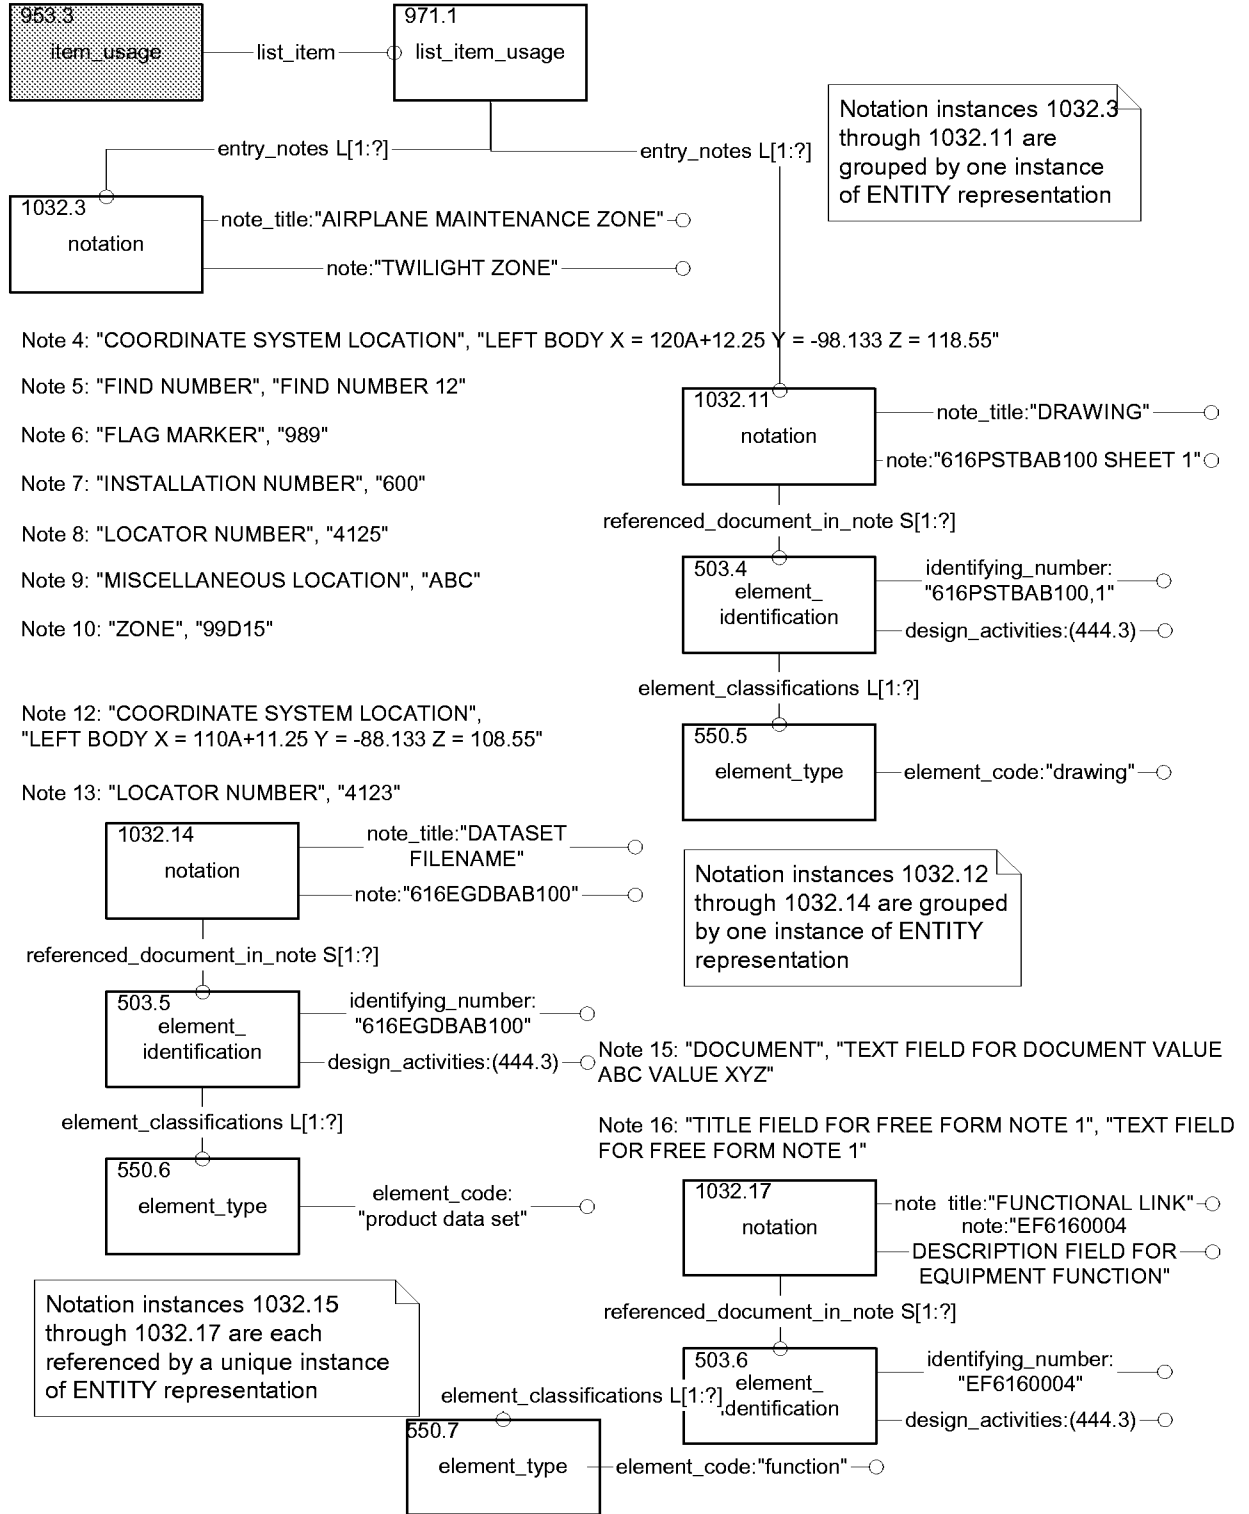 953.3
item_usage
list_item
971.1
list_item_usage
Notation instances 1032.3
through 1032.11 are
grouped by one instance
of ENTITY representation
entry_notes L[1:?]
entry_notes L[1:?]
1032.3
notation
note_title:"AIRPLANE MAINTENANCE ZONE"
note:"TWILIGHT ZONE"
Note 4: "COORDINATE SYSTEM LOCATION", "LEFT BODY X = 120A+12.25 Y = -98.133 Z = 118.55"
Note 5: "FIND NUMBER", "FIND NUMBER 12"
Note 6: "FLAG MARKER", "989"
Note 7: "INSTALLATION NUMBER", "600"
Note 8: "LOCATOR NUMBER", "4125"
Note 9: "MISCELLANEOUS LOCATION", "ABC"
Note 10: "ZONE", "99D15"
1032.11
notation
note_title:"DRAWING"
note:"616PSTBAB100 SHEET 1"
referenced_document_in_note S[1:?]
503.4
element_
identification
identifying_number:
"616PSTBAB100,1"
design_activities:(444.3)
element_classifications L[1:?]
550.5
element_type
element_code:"drawing"
Note 12: "COORDINATE SYSTEM LOCATION",
"LEFT BODY X = 110A+11.25 Y = -88.133 Z = 108.55"
Note 13: "LOCATOR NUMBER", "4123"
1032.14
notation
note_title:"DATASET
FILENAME"
note:"616EGDBAB100"
Notation instances 1032.12
through 1032.14 are grouped
by one instance of ENTITY
representation
referenced_document_in_note S[1:?]
503.5
element_
identification
identifying_number:
"616EGDBAB100"
design_activities:(444.3)
element_classifications L[1:?]
550.6
element_type
element_code:
"product data set"
Note 15: "DOCUMENT", "TEXT FIELD FOR DOCUMENT VALUE
ABC VALUE XYZ"
Note 16: "TITLE FIELD FOR FREE FORM NOTE 1", "TEXT FIELD
FOR FREE FORM NOTE 1"
1032.17
notation
note_title:"FUNCTIONAL LINK"
note:"EF6160004
DESCRIPTION FIELD FOR
EQUIPMENT FUNCTION"
Notation instances 1032.15
through 1032.17 are each
referenced by a unique instance
of ENTITY representation
referenced_document_in_note S[1:?]
503.6
element_
identification
identifying_number:
"EF6160004"
design_activities:(444.3)
element_classifications L[1:?]
550.7
element_type
element_code:"function"